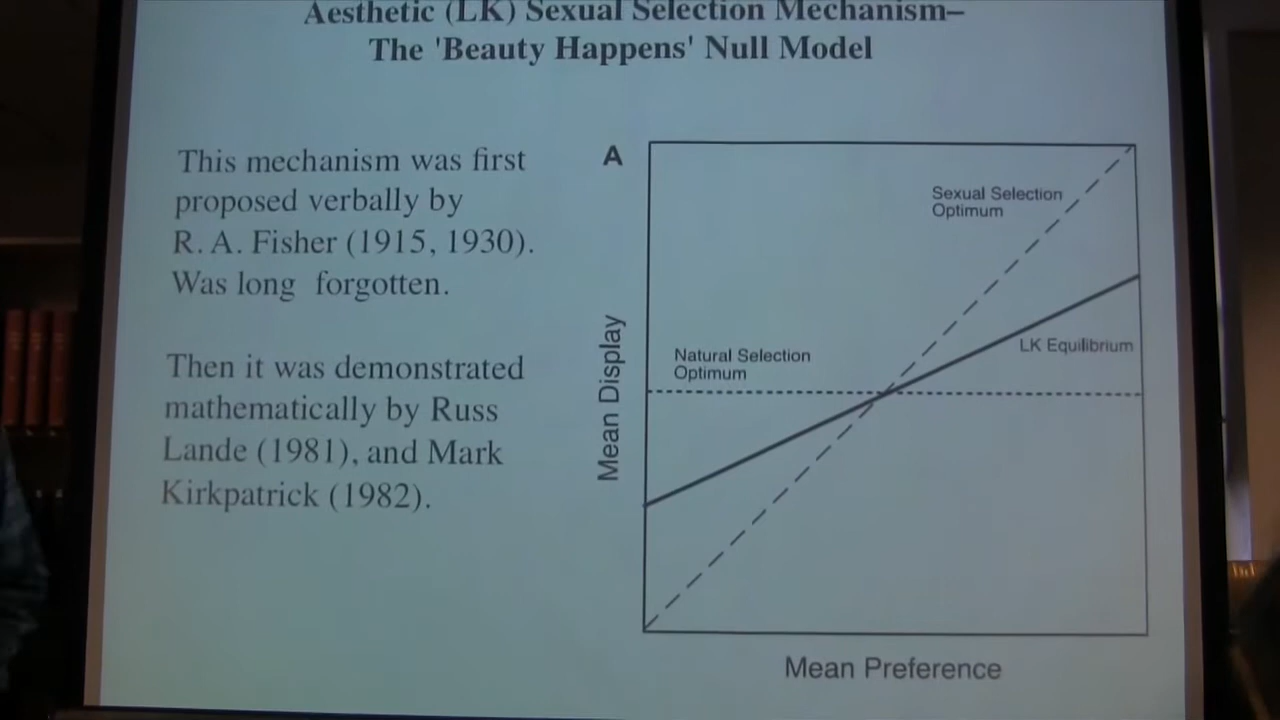 Aesthetic (LK) Sexual Selection Mechanism–
The 'Beauty Happens' Null Model
This mechanism was first
proposed verbally by
R. A. Fisher (1915, 1930).
Was long forgotten.
Then it was demonstrated
mathematically by Russ
Lande (1981), and Mark
Kirkpatrick (1982).
A
Sexual Selection
Optimum
LK Equilibrium
Natural Selection
Optimum
Mean Display
Mean Preference